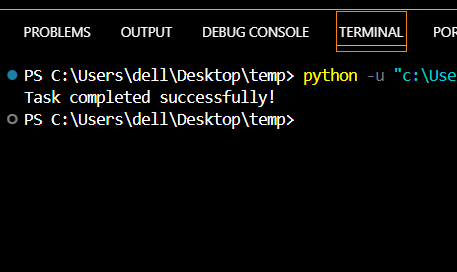 PROBLEMS OUTPUT DEBUG CONSOLE TERMINAL POR
PS C:\Users\dell\Desktop\temp> python -u "c:\Use
Task completed successfully!
PS C:\Users\dell\Desktop\temp>